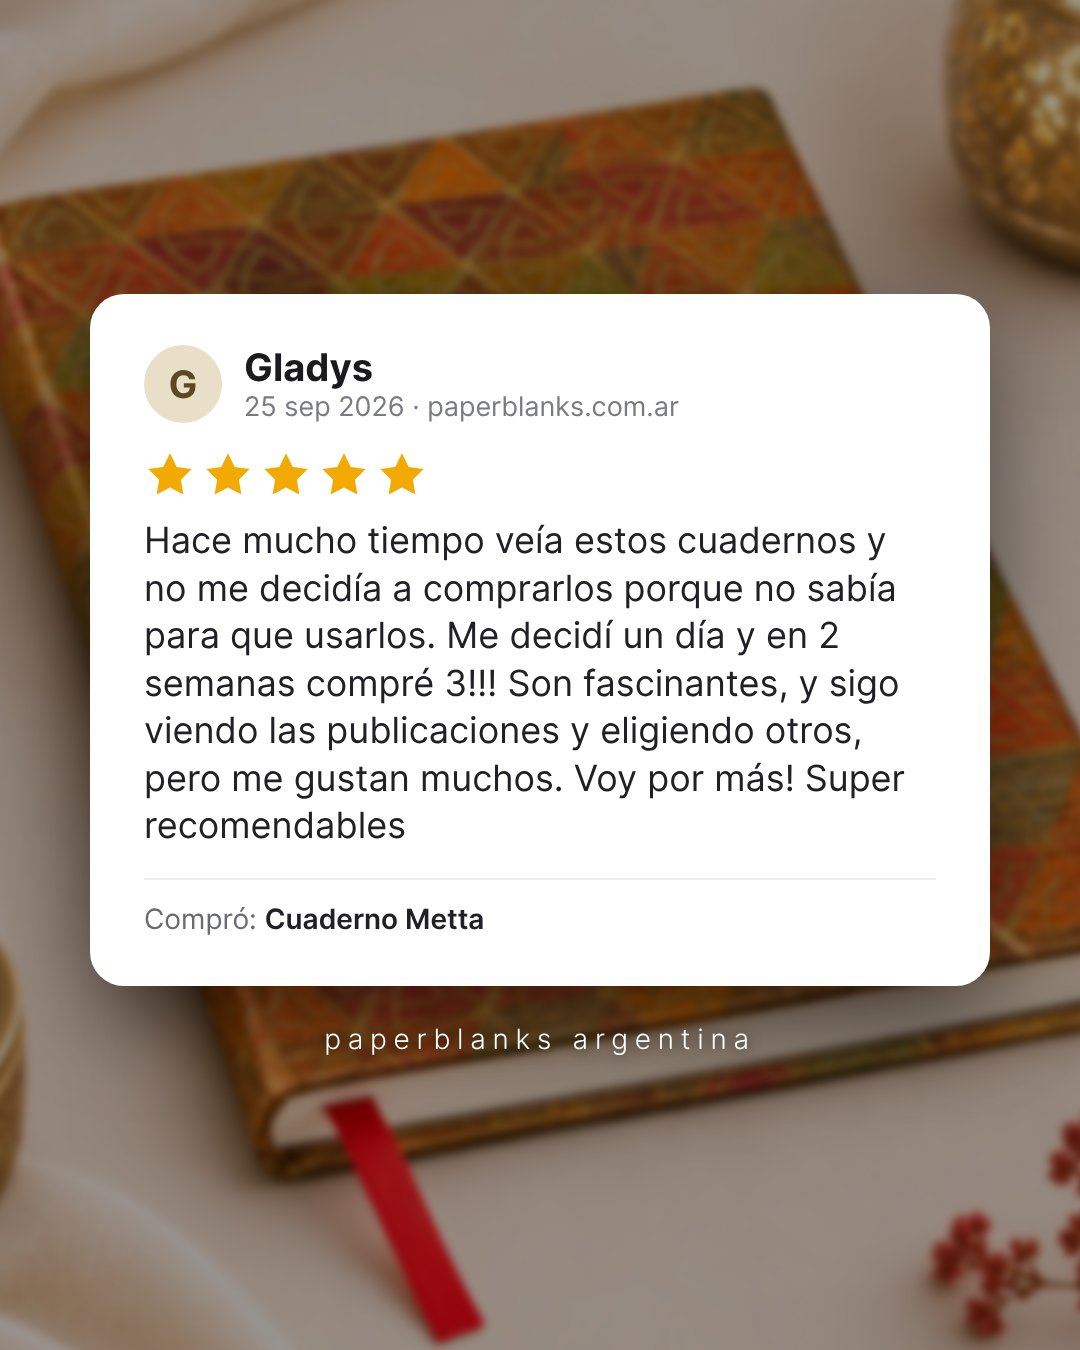 G
Gladys
25 sep 2026 · paperblanks.com.ar
Hace mucho tiempo veía estos cuadernos y
no me decidía a comprarlos porque no sabía
para que usarlos. Me decidí un día y en 2
semanas compré 3!!! Son fascinantes, y sigo
viendo las publicaciones y eligiendo otros,
pero me gustan muchos. Voy por más! Super
recomendables
Compró: Cuaderno Metta
paperblanks argentina